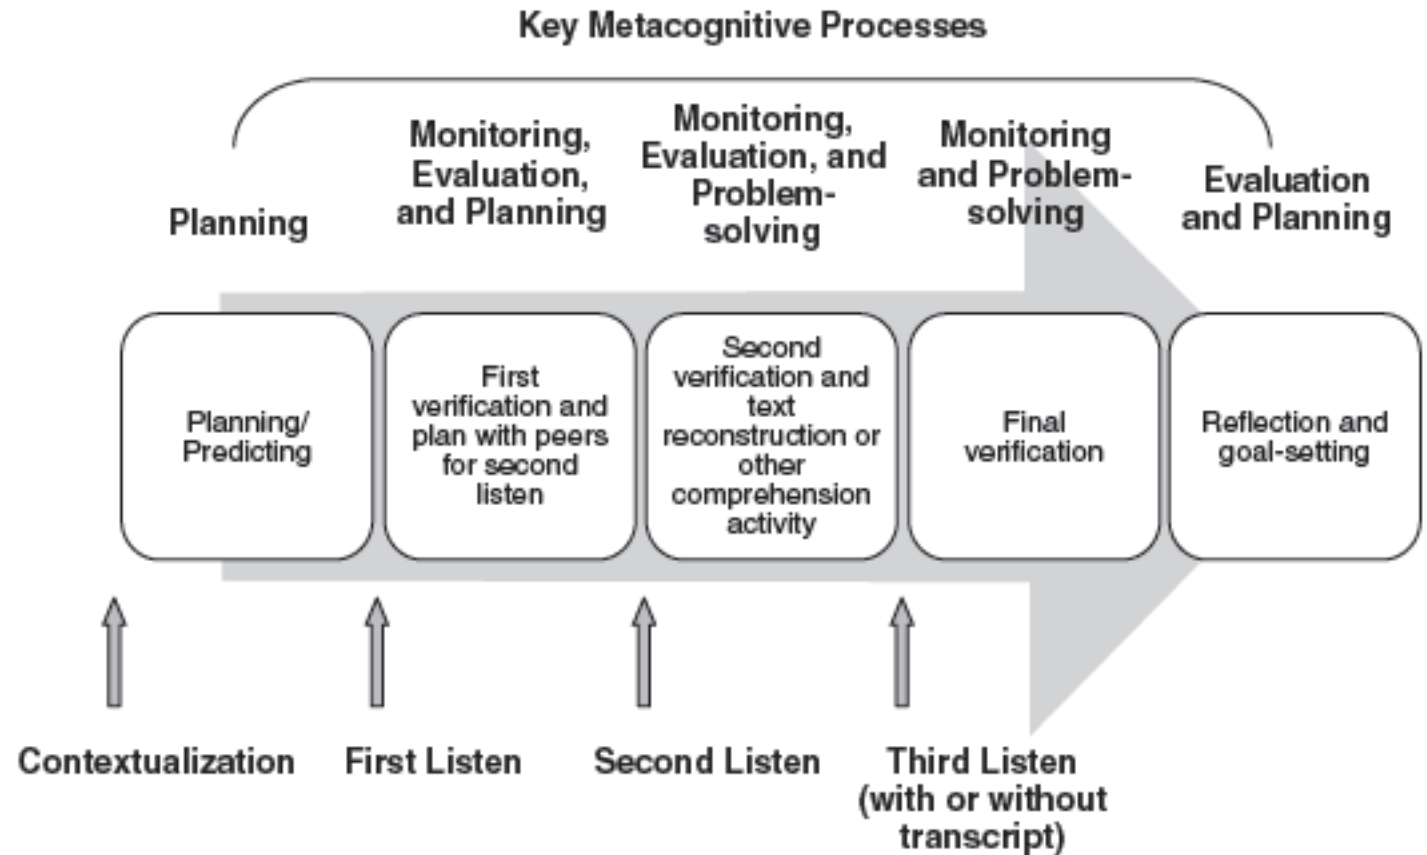 Key Metacognitive Processes
Planning
Monitoring,
Evaluation,
and Planning
Monitoring,
Evaluation, and
Problem-
solving
Monitoring
and Problem-
solving
Evaluation
and Planning
Planning/
Predicting
First
verification and
plan with peers
for second
listen
Second
verification and
text
reconstruction or
other
comprehension
activity
Final
verification
Reflection and
goal-setting
Contextualization
First Listen
Second Listen
Third Listen
(with or without
transcript)